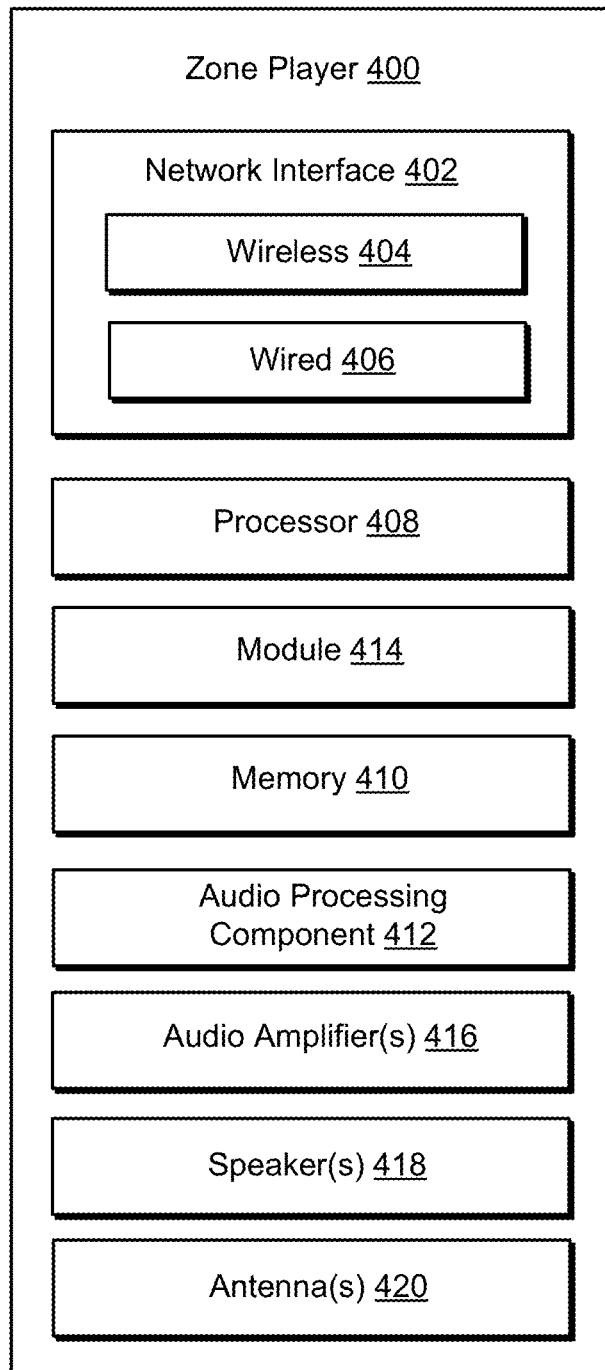 Zone Player 400
Network Interface 402
Wireless 404
Wired 406
Processor 408
Module 414
Memory 410
Audio Processing
Component 412
Audio Amplifier(s) 416
Speaker(s) 418
Antenna(s) 420